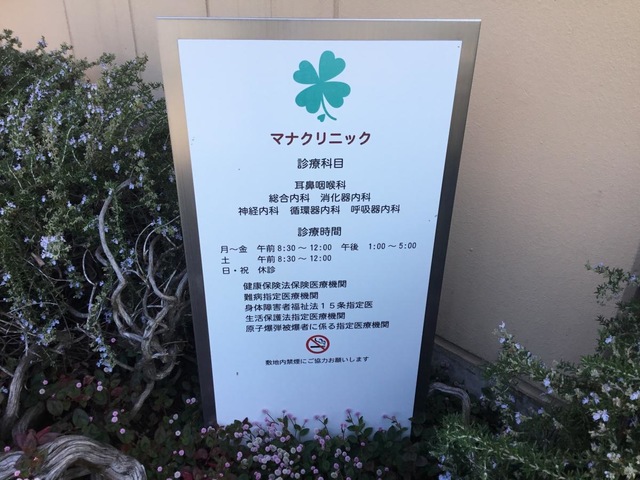 マナクリニック
診療科目
耳鼻咽喉科
総合内科 消化器内科
神経内科 循環器内科 呼吸器内科
診療時間
月～金 午前 8:30 ～ 12:00 午後 1:00 ～ 5:00
土 午前 8:30 ～ 12:00
日・祝 休診
健康保険法保険医療機関
難病指定医療機関
身体障害者福祉法１５条指定医
生活保護法指定医療機関
原子爆弾被爆者に係る指定医療機関
敷地内禁煙にご協力お願いします